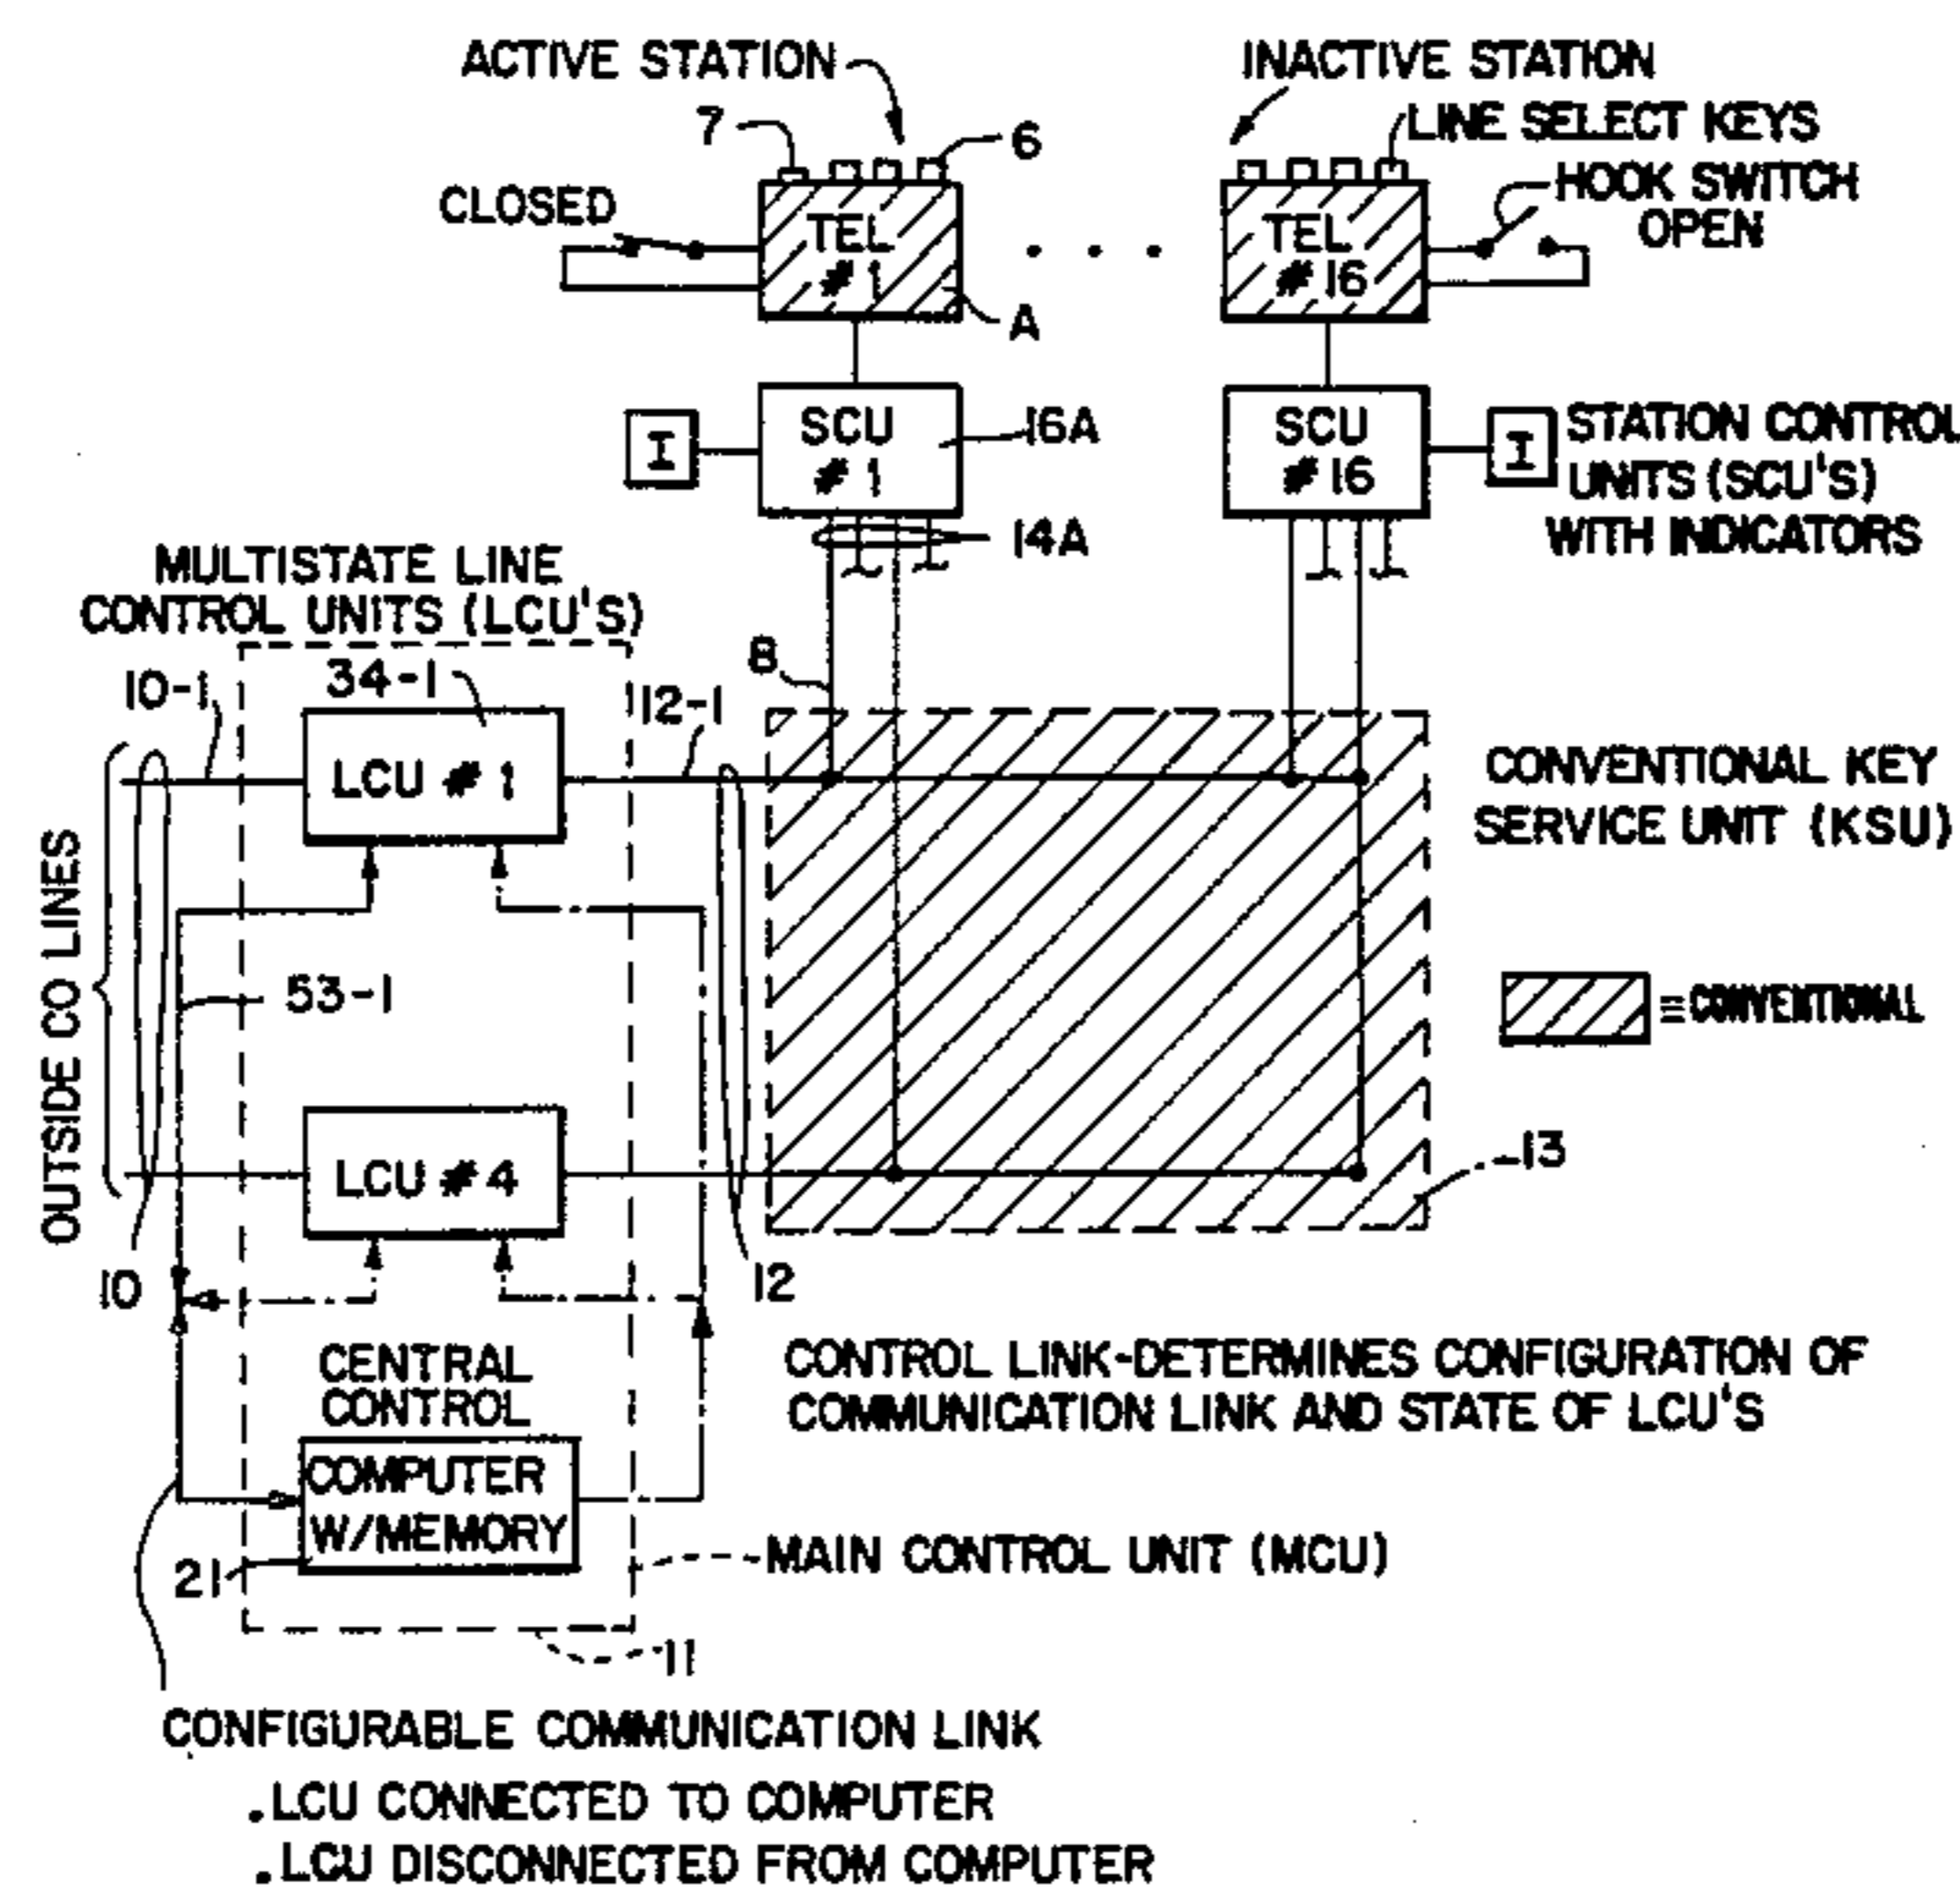 ACTIVE STATION
INACTIVE STATION
7
6
LINE SELECT KEYS
CLOSED
HOOK SWITCH
OPEN
TEL
# 1
TEL
# 16
A
SCU
# 1
16A
I
SCU
# 16
I
STATION CONTROL
UNITS (SCU'S)
WITH INDICATORS
14A
MULTISTATE LINE
CONTROL UNITS (LCU'S)
10-1
34-1
12-1
8
LCU # 1
CONVENTIONAL KEY
SERVICE UNIT (KSU)
OUTSIDE CO LINES
53-1
= CONVENTIONAL
LCU # 4
13
10
12
CENTRAL
CONTROL
COMPUTER
W/MEMORY
21
CONTROL LINK-DETERMINES CONFIGURATION OF
COMMUNICATION LINK AND STATE OF LCU'S
MAIN CONTROL UNIT (MCU)
11
CONFIGURABLE COMMUNICATION LINK
. LCU CONNECTED TO COMPUTER
. LCU DISCONNECTED FROM COMPUTER